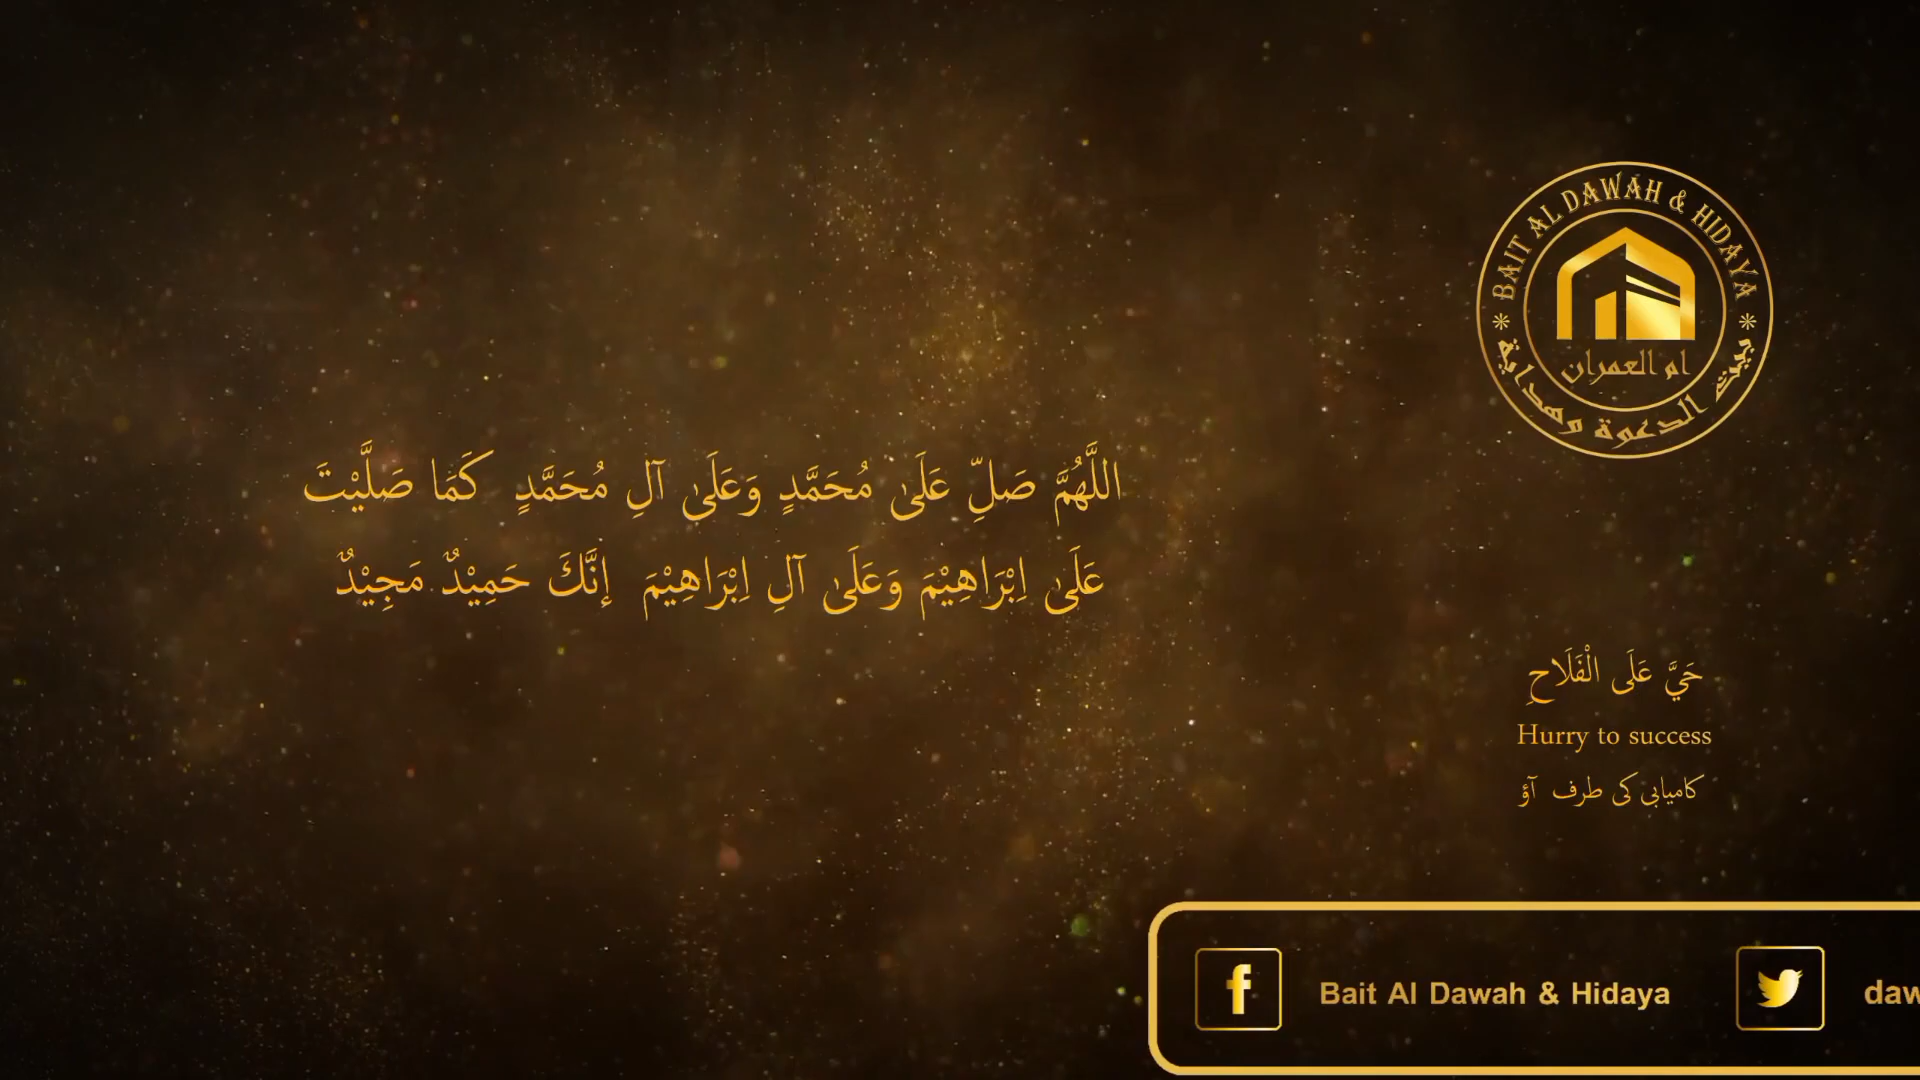 BAIT AL DAWAH & HIDAYA
ام العمران
بيت الدعوة وهداية
اللَّهُمَّ صَلِّ عَلَىٰ مُحَمَّدٍ وَعَلَىٰ آلِ مُحَمَّدٍ كَمَا صَلَّيْتَ
عَلَىٰ اِبْرَاهِيْمَ وَعَلَىٰ آلِ اِبْرَاهِيْمَ إِنَّكَ حَمِيْدٌ مَجِيْدٌ
حَيَّ عَلَى الْفَلَاحِ
Hurry to success
کامیابی کی طرف آؤ
Bait Al Dawah & Hidaya
daw